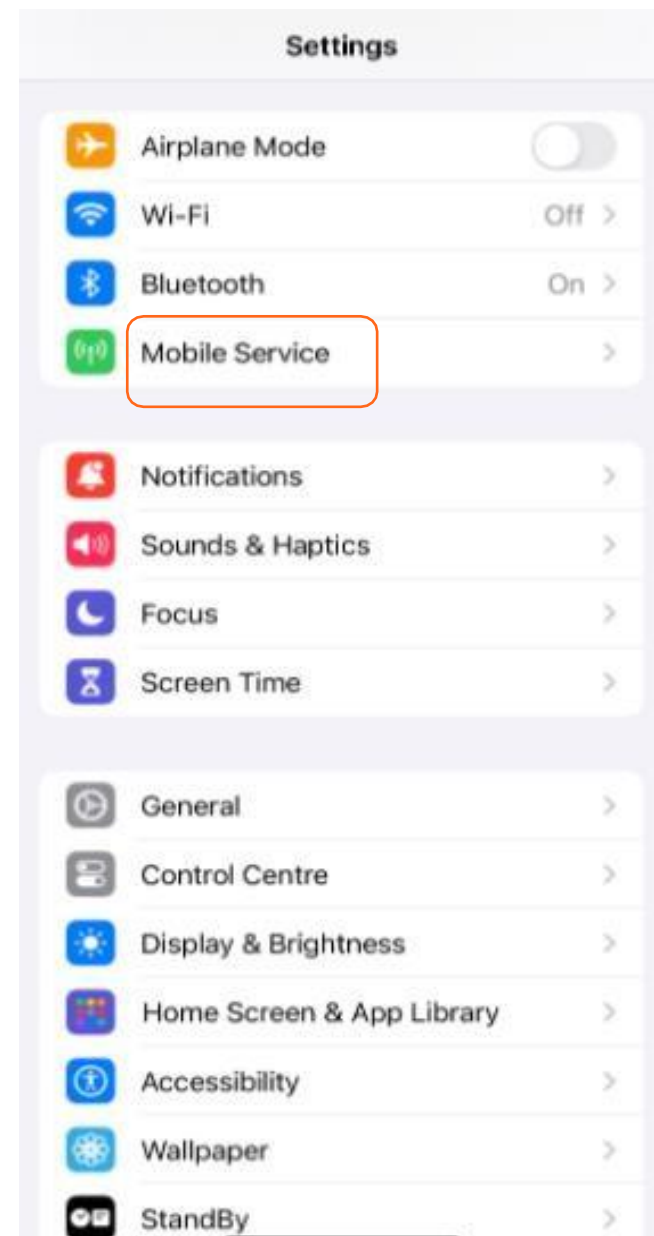 Settings
Airplane Mode
Wi-Fi Off
Bluetooth On
Mobile Service
Notifications
Sounds & Haptics
Focus
Screen Time
General
Control Centre
Display & Brightness
Home Screen & App Library
Accessibility
Wallpaper
StandBy